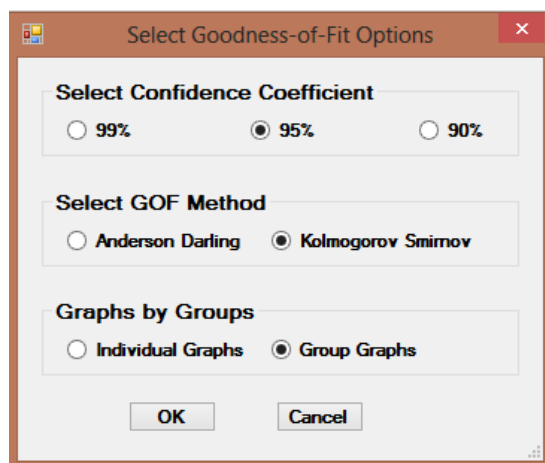 Select Goodness-of-Fit Options
Select Confidence Coefficient
99% 95% 90%
Select GOF Method
Anderson Darling Kolmogorov Smirnov
Graphs by Groups
Individual Graphs Group Graphs
OK Cancel